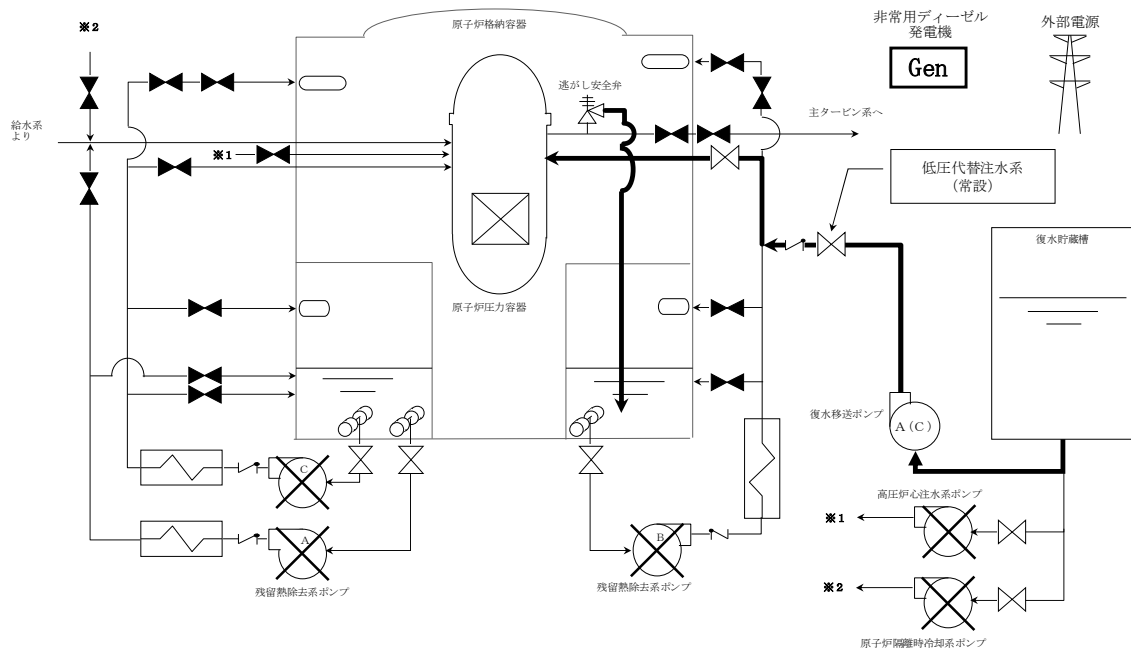 ※2
原子炉格納容器
非常用ディーゼル
発電機
外部電源
Gen
逃がし安全弁
給水系
より
主タービン系へ
※1
低圧代替注水系
(常設)
復水貯蔵槽
原子炉圧力容器
復水移送ポンプ
A(C)
C
高圧炉心注水系ポンプ
※1
A
B
残留熱除去系ポンプ
残留熱除去系ポンプ
※2
原子炉隔離時冷却系ポンプ